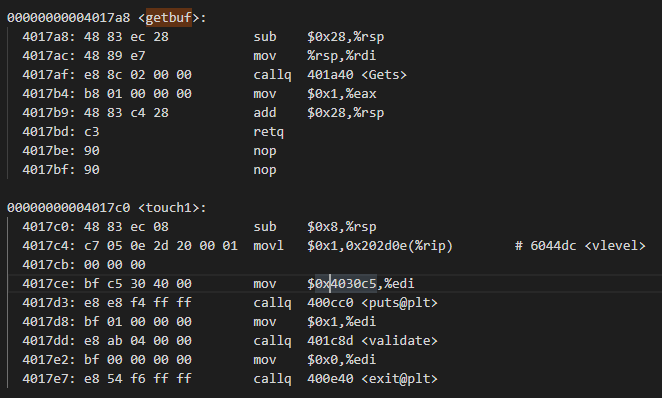 00000000004017a8 <getbuf>:
4017a8: 48 83 ec 28 sub $0x28,%rsp
4017ac: 48 89 e7 mov %rsp,%rdi
4017af: e8 8c 02 00 00 callq 401a40 <Gets>
4017b4: b8 01 00 00 00 mov $0x1,%eax
4017b9: 48 83 c4 28 add $0x28,%rsp
4017bd: c3 retq
4017be: 90 nop
4017bf: 90 nop
00000000004017c0 <touch1>:
4017c0: 48 83 ec 08 sub $0x8,%rsp
4017c4: c7 05 0e 2d 20 00 01 movl $0x1,0x202d0e(%rip) # 6044dc <vlevel>
4017cb: 00 00 00
4017ce: bf c5 30 40 00 mov $0x4030c5,%edi
4017d3: e8 e8 f4 ff ff callq 400cc0 <puts@plt>
4017d8: bf 01 00 00 00 mov $0x1,%edi
4017dd: e8 ab 04 00 00 callq 401c8d <validate>
4017e2: bf 00 00 00 00 mov $0x0,%edi
4017e7: e8 54 f6 ff ff callq 400e40 <exit@plt>